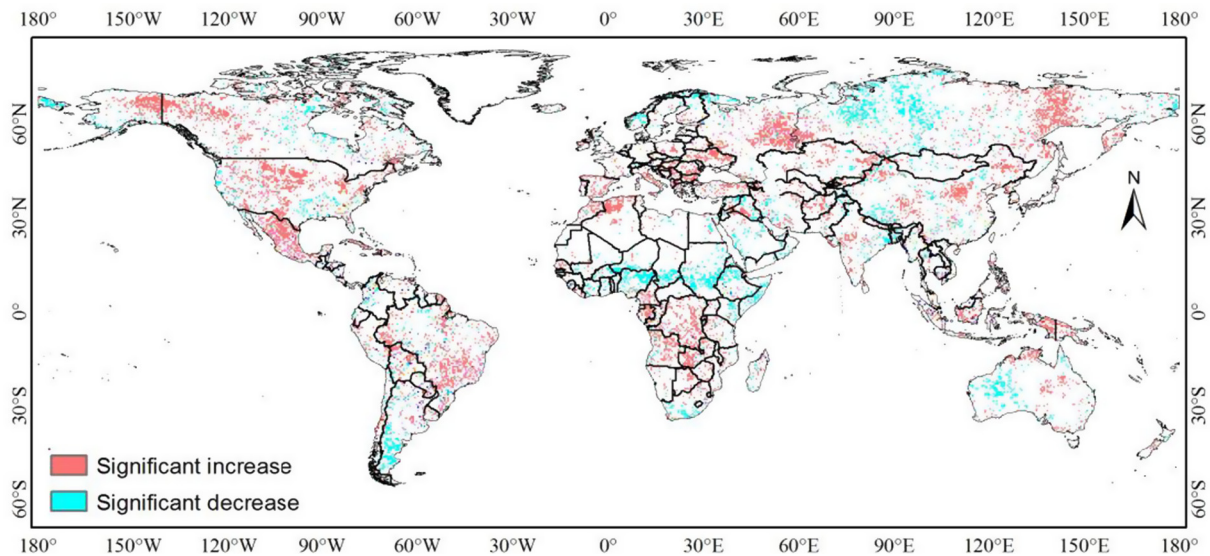 180° 150°W 120°W 90°W 60°W 30°W 0° 30°E 60°E 90°E 120°E 150°E 180°
60°N 60°N
N
30°N 30°N
0° 0°
30°S 30°S
Significant increase
Significant decrease
60°S 60°S
180° 150°W 120°W 90°W 60°W 30°W 0° 30°E 60°E 90°E 120°E 150°E 180°